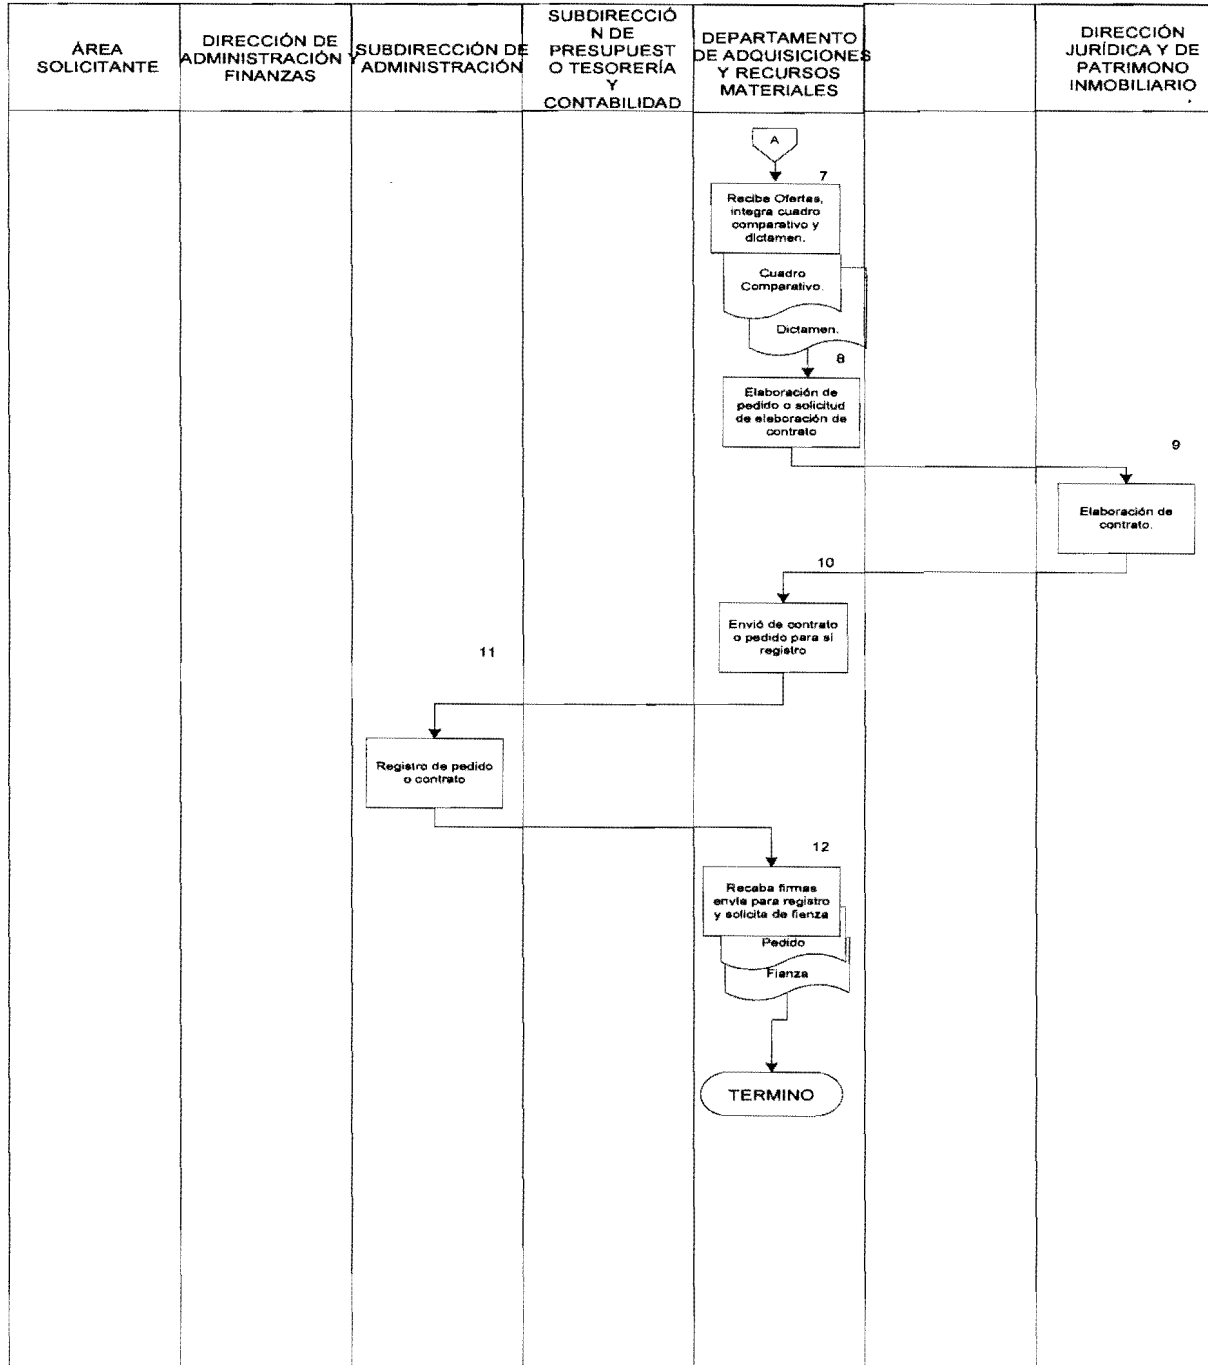 ÁREA
SOLICITANTE
DIRECCIÓN DE
ADMINISTRACIÓN Y
FINANZAS
SUBDIRECCIÓN DE
ADMINISTRACIÓN
SUBDIRECCIÓ
N DE
PRESUPUEST
O TESORERÍA
Y
CONTABILIDAD
DEPARTAMENTO
DE ADQUISICIONES
Y RECURSOS
MATERIALES
DIRECCIÓN
JURÍDICA Y DE
PATRIMONO
INMOBILIARIO
A
7
Recibe Ofertas,
integra cuadro
comparativo y
dictamen.
Cuadro
Comparativo.
Dictamen.
8
Elaboración de
pedido o solicitud
de elaboración de
contrato
9
Elaboración de
contrato.
10
Envió de contrato
o pedido para si
registro
11
Registro de pedido
o contrato
12
Recaba firmas
envía para registro
y solicita de fienza
Pedido
Fianza
TERMINO